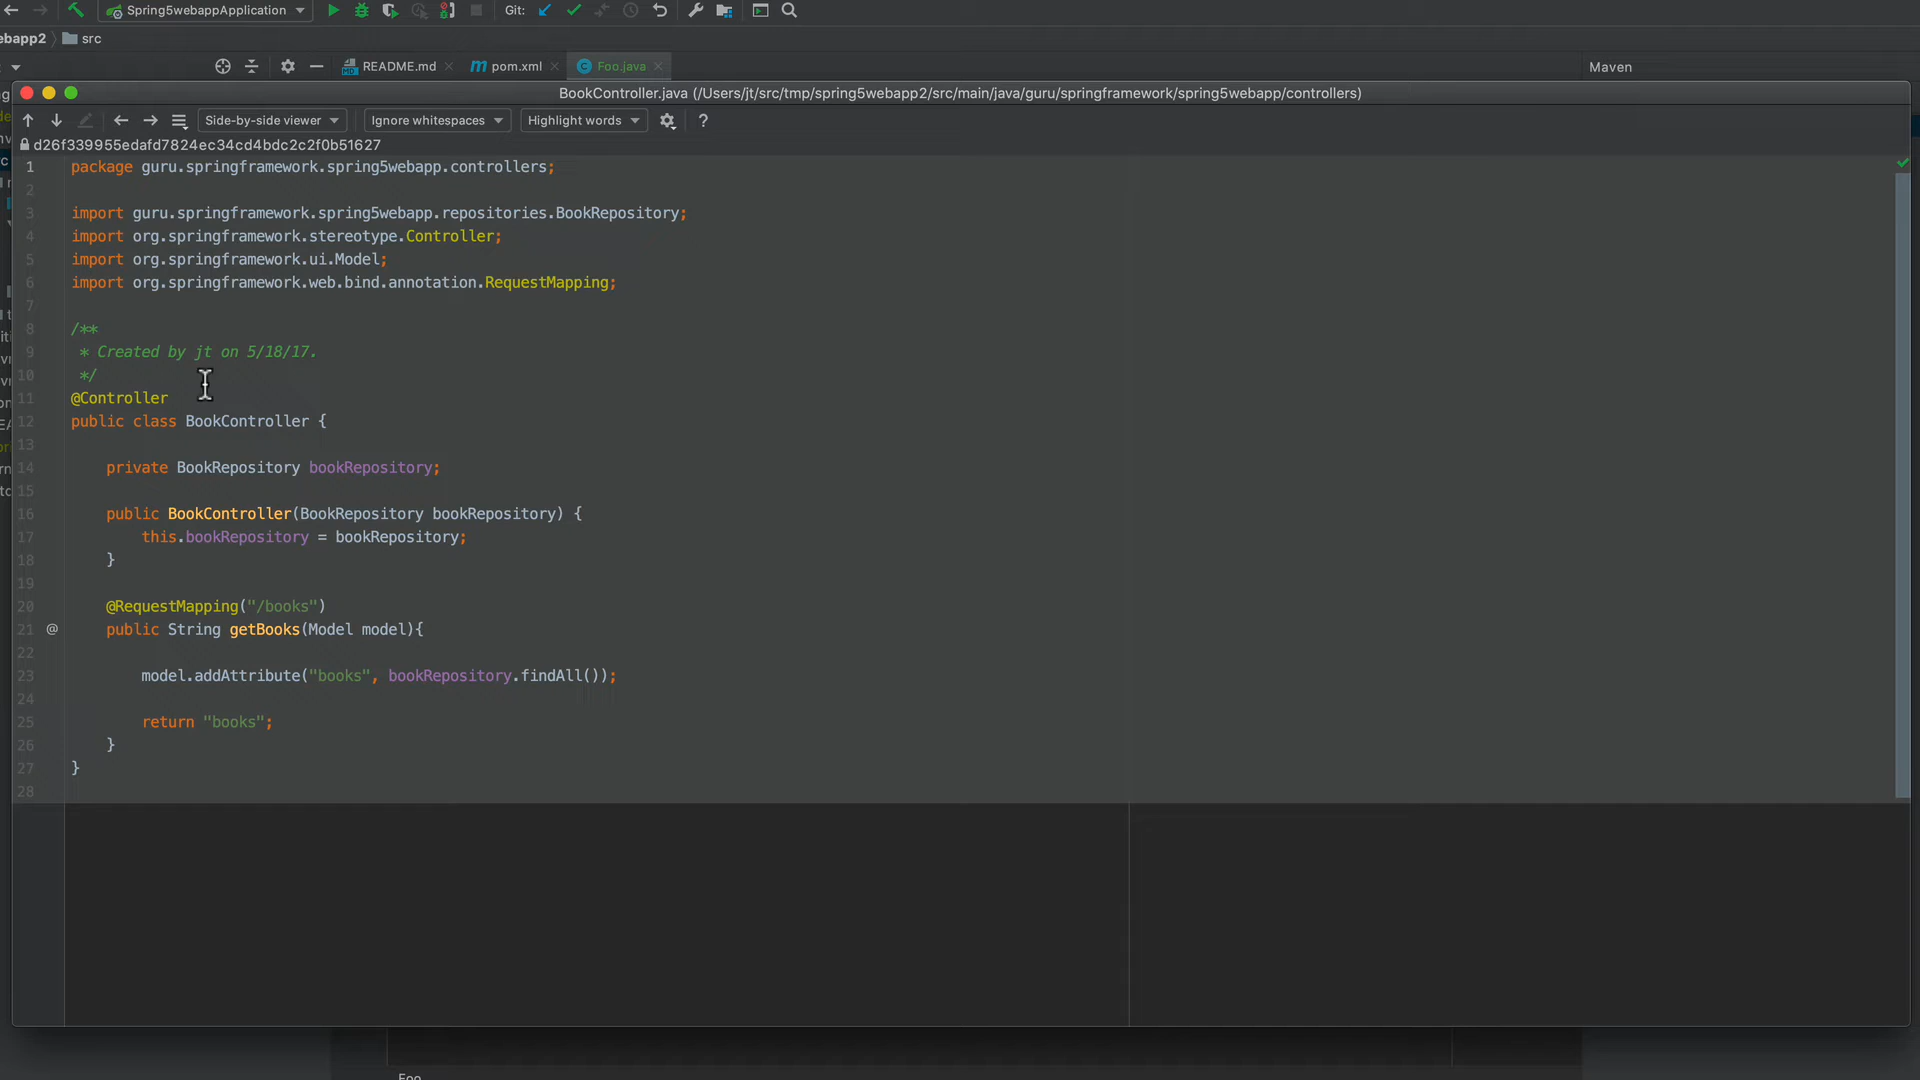 Spring5webappApplication
Git:
ebapp2
src
README.md
pom.xml
Foo.java
Maven
BookController.java (/Users/jt/src/tmp/spring5webapp2/src/main/java/guru/springframework/spring5webapp/controllers)
Side-by-side viewer
Ignore whitespaces
Highlight words
?
d26f339955edafd7824ec34cd4bdc2c2f0b51627
1 package guru.springframework.spring5webapp.controllers;
2
3 import guru.springframework.spring5webapp.repositories.BookRepository;
4 import org.springframework.stereotype.Controller;
5 import org.springframework.ui.Model;
6 import org.springframework.web.bind.annotation.RequestMapping;
7
8 /**
9 * Created by jt on 5/18/17.
10 */
11 @Controller
12 public class BookController {
13
14 private BookRepository bookRepository;
15
16 public BookController(BookRepository bookRepository) {
17 this.bookRepository = bookRepository;
18 }
19
20 @RequestMapping("/books")
21 @ public String getBooks(Model model){
22
23 model.addAttribute("books", bookRepository.findAll());
24
25 return "books";
26 }
27 }
28
Foo